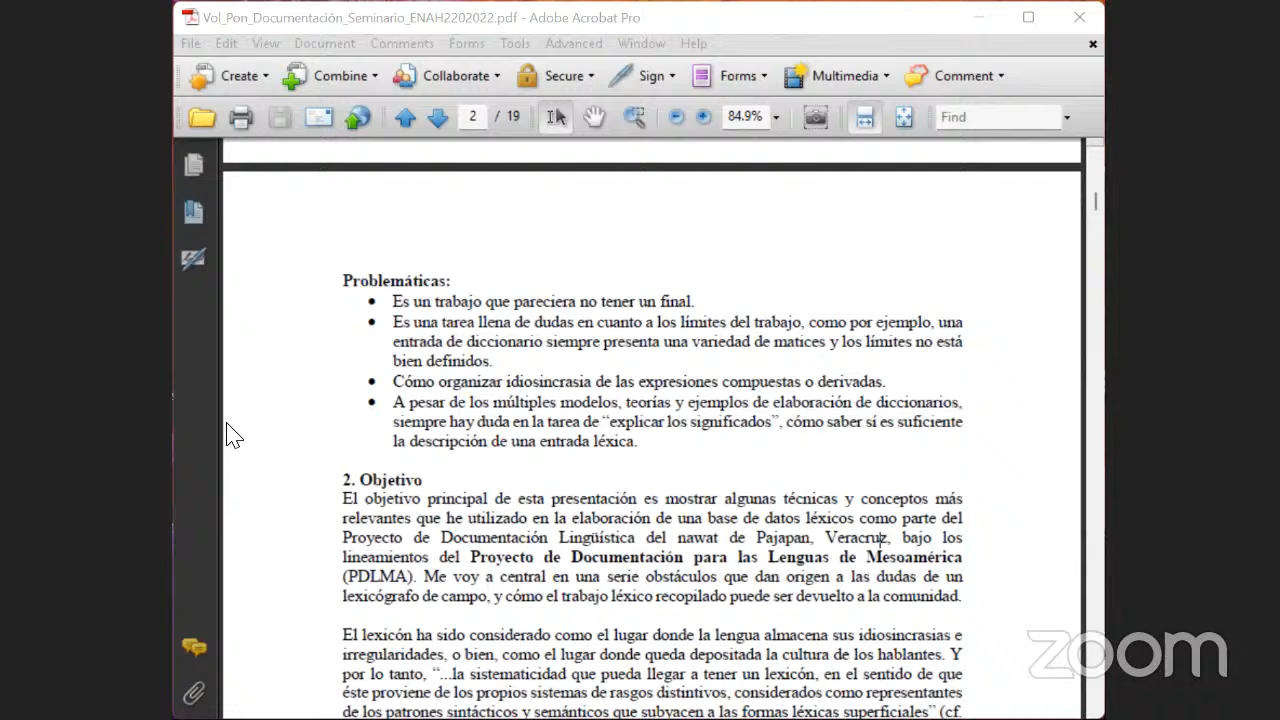 Vol_Pon_Documentación_Seminario_ENAH2202022.pdf - Adobe Acrobat Pro
File Edit View Document Comments Forms Tools Advanced Window Help
Create Combine Collaborate Secure Sign Forms Multimedia Comment
2 / 19 84.9% Find
Problemáticas:
• Es un trabajo que pareciera no tener un final.
• Es una tarea llena de dudas en cuanto a los límites del trabajo, como por ejemplo, una
entrada de diccionario siempre presenta una variedad de matices y los límites no está
bien definidos.
• Cómo organizar idiosincrasia de las expresiones compuestas o derivadas.
• A pesar de los múltiples modelos, teorías y ejemplos de elaboración de diccionarios,
siempre hay duda en la tarea de “explicar los significados”, cómo saber sí es suficiente
la descripción de una entrada léxica.
2. Objetivo
El objetivo principal de esta presentación es mostrar algunas técnicas y conceptos más
relevantes que he utilizado en la elaboración de una base de datos léxicos como parte del
Proyecto de Documentación Lingüística del nawat de Pajapan, Veracruz, bajo los
lineamientos del Proyecto de Documentación para las Lenguas de Mesoamérica
(PDLMA). Me voy a central en una serie obstáculos que dan origen a las dudas de un
lexicógrafo de campo, y cómo el trabajo léxico recopilado puede ser devuelto a la comunidad.
El lexicón ha sido considerado como el lugar donde la lengua almacena sus idiosincrasias e
irregularidades, o bien, como el lugar donde queda depositada la cultura de los hablantes. Y
por lo tanto, “...la sistematicidad que pueda llegar a tener un lexicón, en el sentido de que
éste proviene de los propios sistemas de rasgos distintivos, considerados como representantes
de los patrones sintácticos y semánticos que subyacen a las formas léxicas superficiales” (cf.
zoom